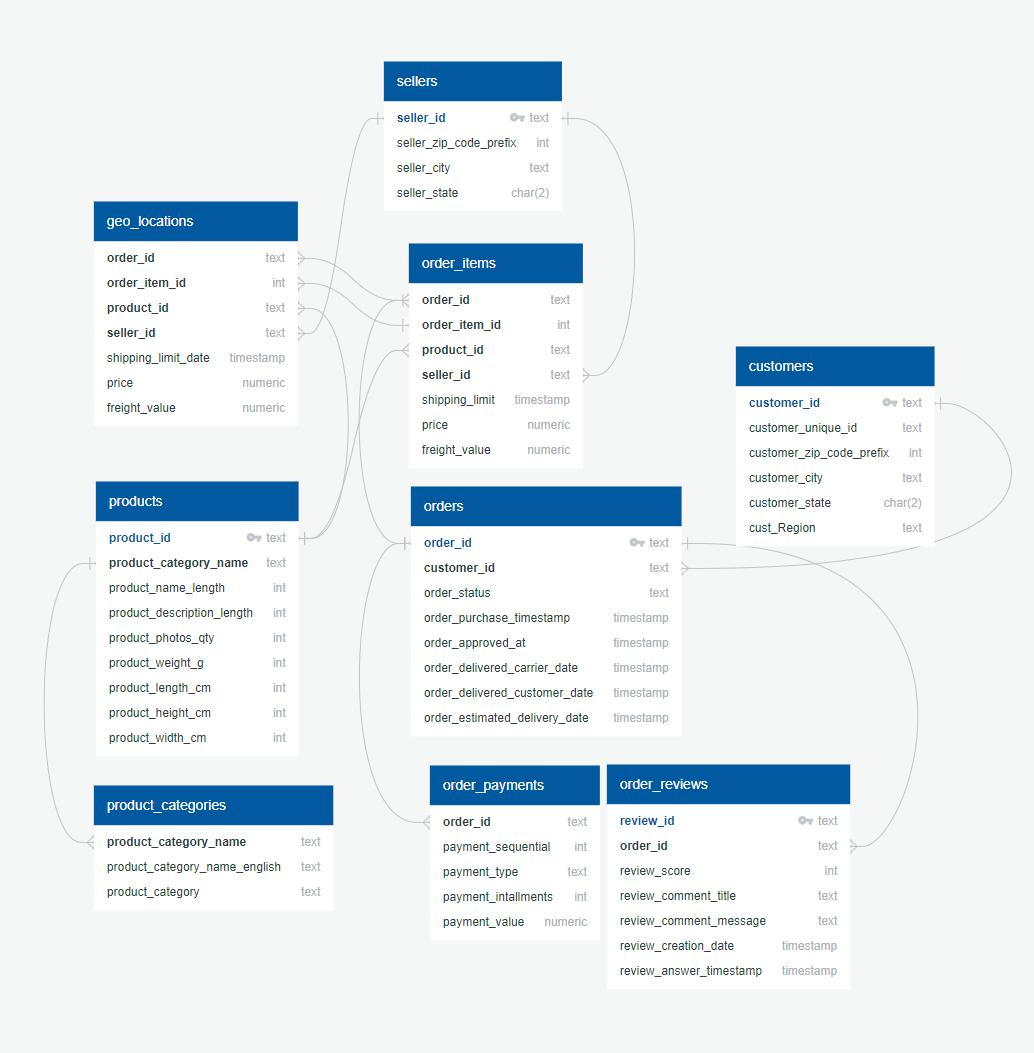 sellers
seller_id text
seller_zip_code_prefix int
seller_city text
seller_state char(2)
geo_locations
order_id text
order_item_id int
product_id text
seller_id text
shipping_limit_date timestamp
price numeric
freight_value numeric
order_items
order_id text
order_item_id int
product_id text
seller_id text
shipping_limit timestamp
price numeric
freight_value numeric
customers
customer_id text
customer_unique_id text
customer_zip_code_prefix int
customer_city text
customer_state char(2)
cust_Region text
products
product_id text
product_category_name text
product_name_length int
product_description_length int
product_photos_qty int
product_weight_g int
product_length_cm int
product_height_cm int
product_width_cm int
orders
order_id text
customer_id text
order_status text
order_purchase_timestamp timestamp
order_approved_at timestamp
order_delivered_carrier_date timestamp
order_delivered_customer_date timestamp
order_estimated_delivery_date timestamp
product_categories
product_category_name text
product_category_name_english text
product_category text
order_payments
order_id text
payment_sequential int
payment_type text
payment_intallments int
payment_value numeric
order_reviews
review_id text
order_id text
review_score int
review_comment_title text
review_comment_message text
review_creation_date timestamp
review_answer_timestamp timestamp